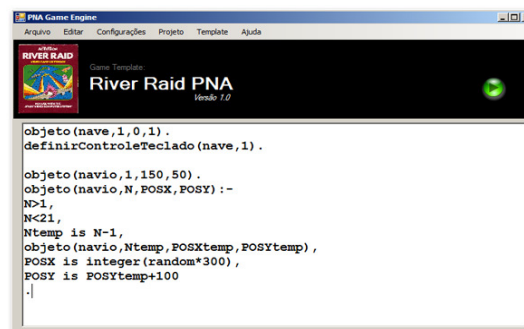 PNA Game Engine
Arquivo Editar Configurações Projeto Template Ajuda
RIVER RAID
Game Template:
River Raid PNA
Versão 1.0
objeto(nave,1,0,1).
definirControleTeclado(nave,1).
objeto(navio,1,150,50).
objeto(navio,N,POSX,POSY):-
N>1,
N<21,
Ntemp is N-1,
objeto(navio,Ntemp,POSXtemp,POSYtemp),
POSX is integer(random*300),
POSY is POSYtemp+100
.